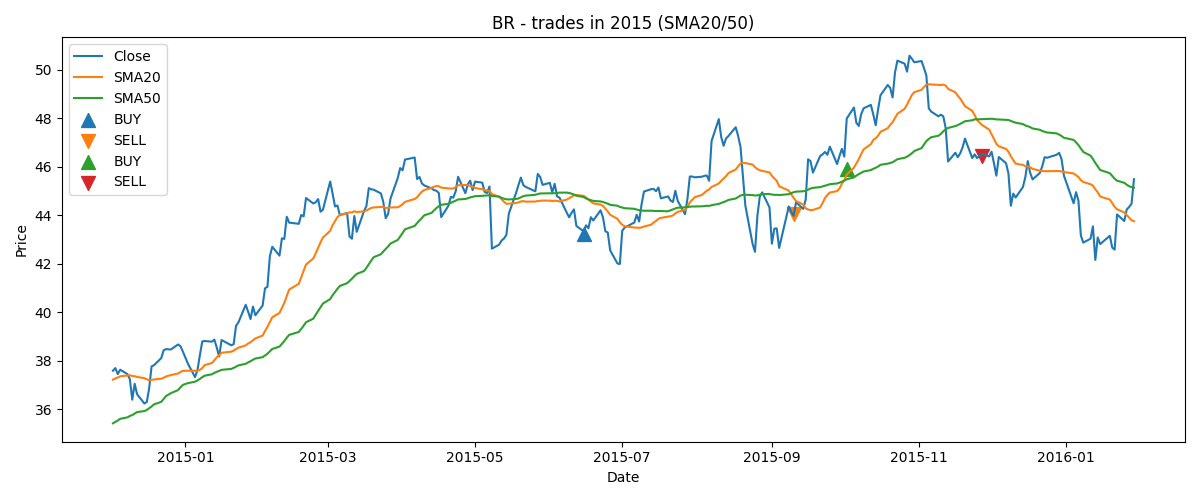 BR - trades in 2015 (SMA20/50)
Close
SMA20
SMA50
BUY
SELL
BUY
SELL
Price
50
48
46
44
42
40
38
36
2015-01
2015-03
2015-05
2015-07
2015-09
2015-11
2016-01
Date